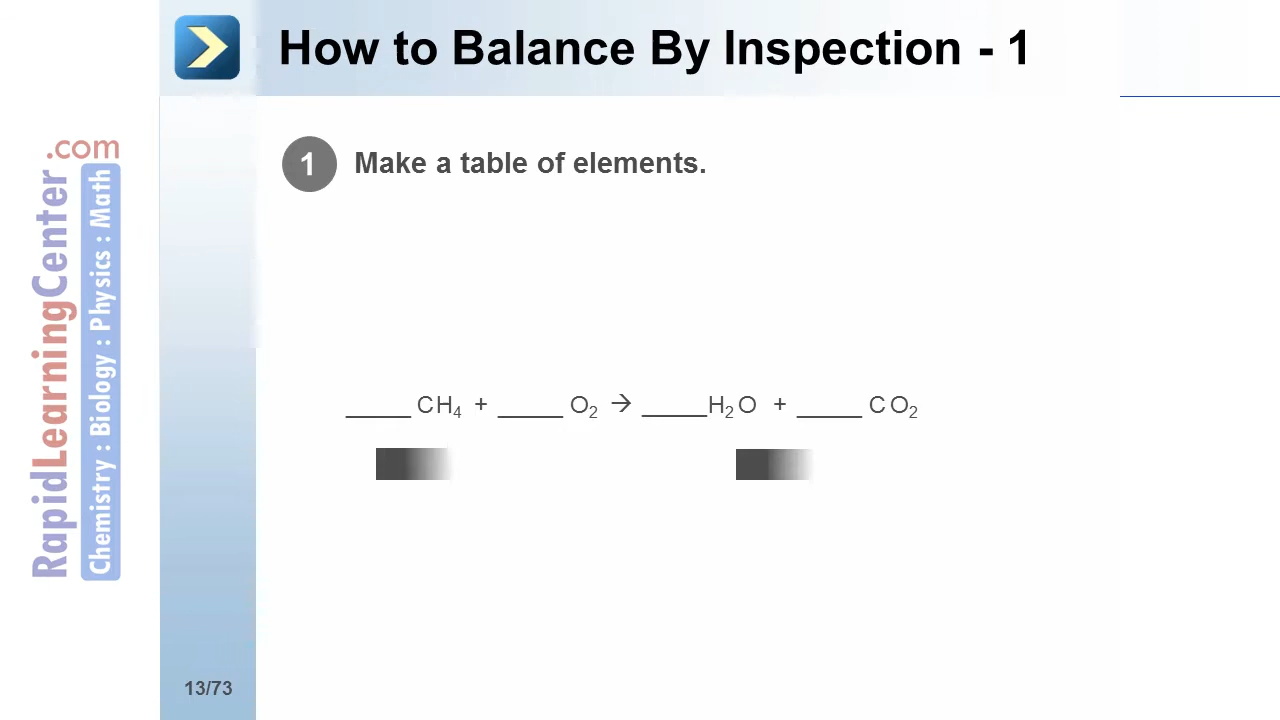 How to Balance By Inspection - 1
1 Make a table of elements.
_____ CH₄ + _____ O₂ → _____H₂O + _____ CO₂
RapidLearningCenter.com
Chemistry : Biology : Physics : Math
13/73